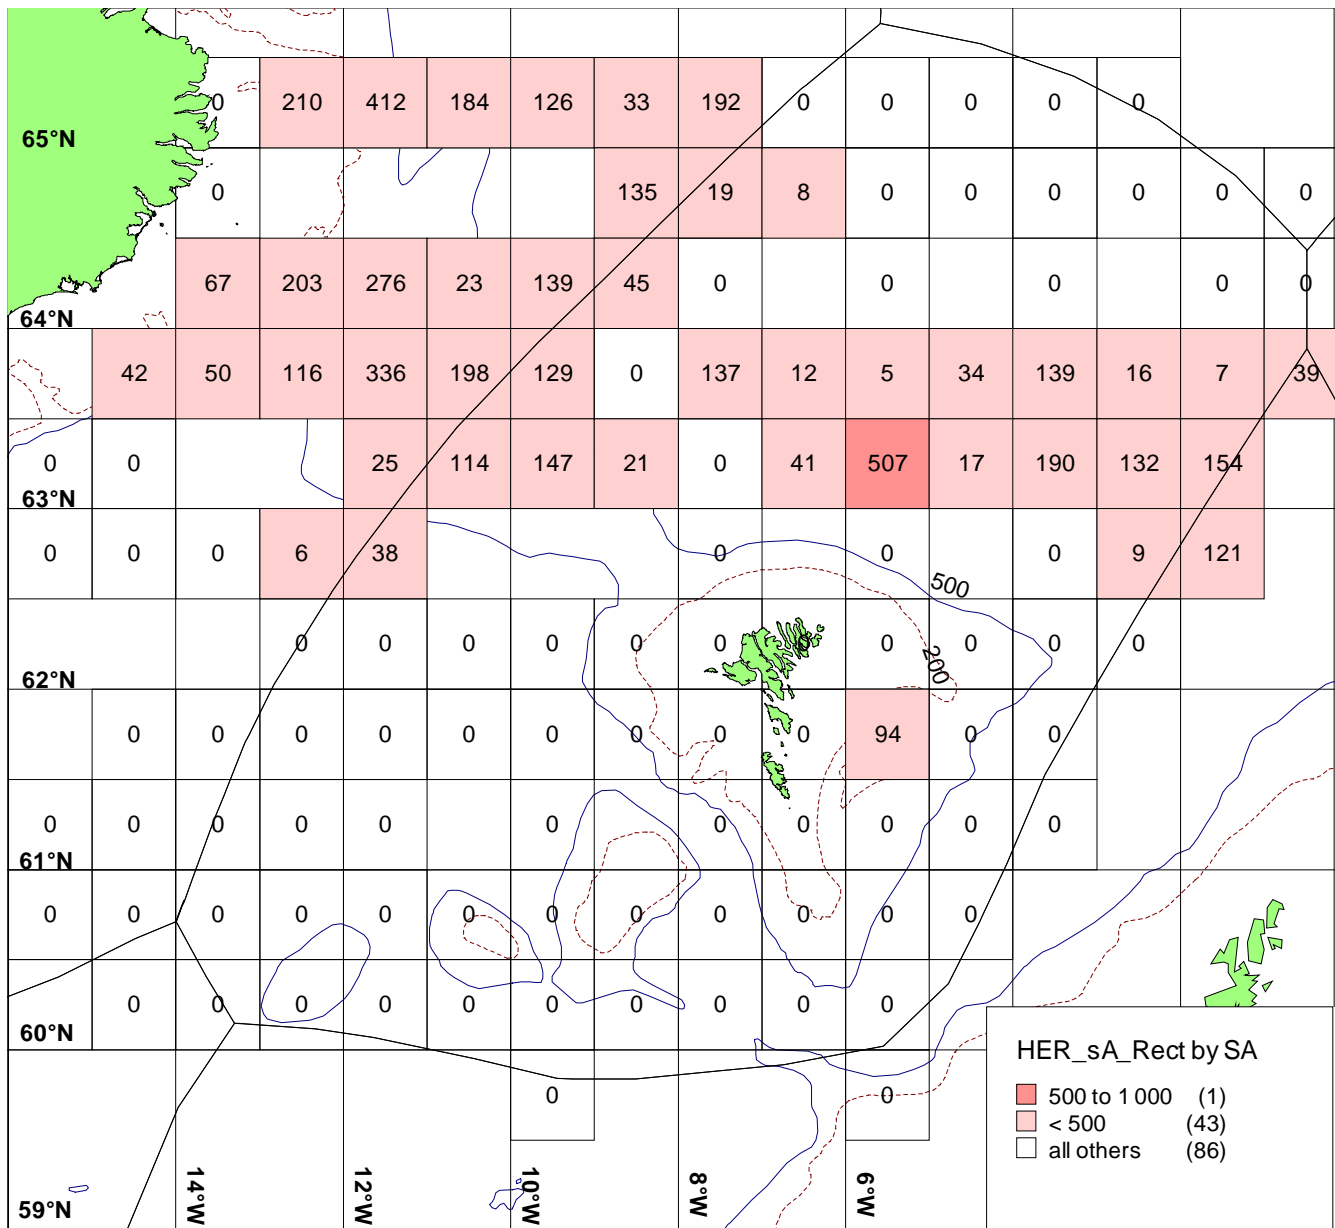 0 210 412 184 126 33 192 0 0 0 0 0
65°N
0 135 19 8 0 0 0 0 0 0
67 203 276 23 139 45 0 0 0 0 0
64°N
42 50 116 336 198 129 0 137 12 5 34 139 16 7 39
0 0 25 114 147 21 0 41 507 17 190 132 154
63°N
0 0 0 6 38 0 0 0 9 121
500
0 0 0 0 0 0 0 0 0 0 0
200
62°N
0 0 0 0 0 0 0 0 0 94 0 0
0 0 0 0 0 0 0 0 0 0 0
61°N
0 0 0 0 0 0 0 0 0 0 0 0
0 0 0 0 0 0 0 0 0 0
60°N
HER_sA_Rect by SA
0 0
500 to 1 000 (1)
< 500 (43)
all others (86)
14°W 12°W 10°W 8°W 6°W
59°N